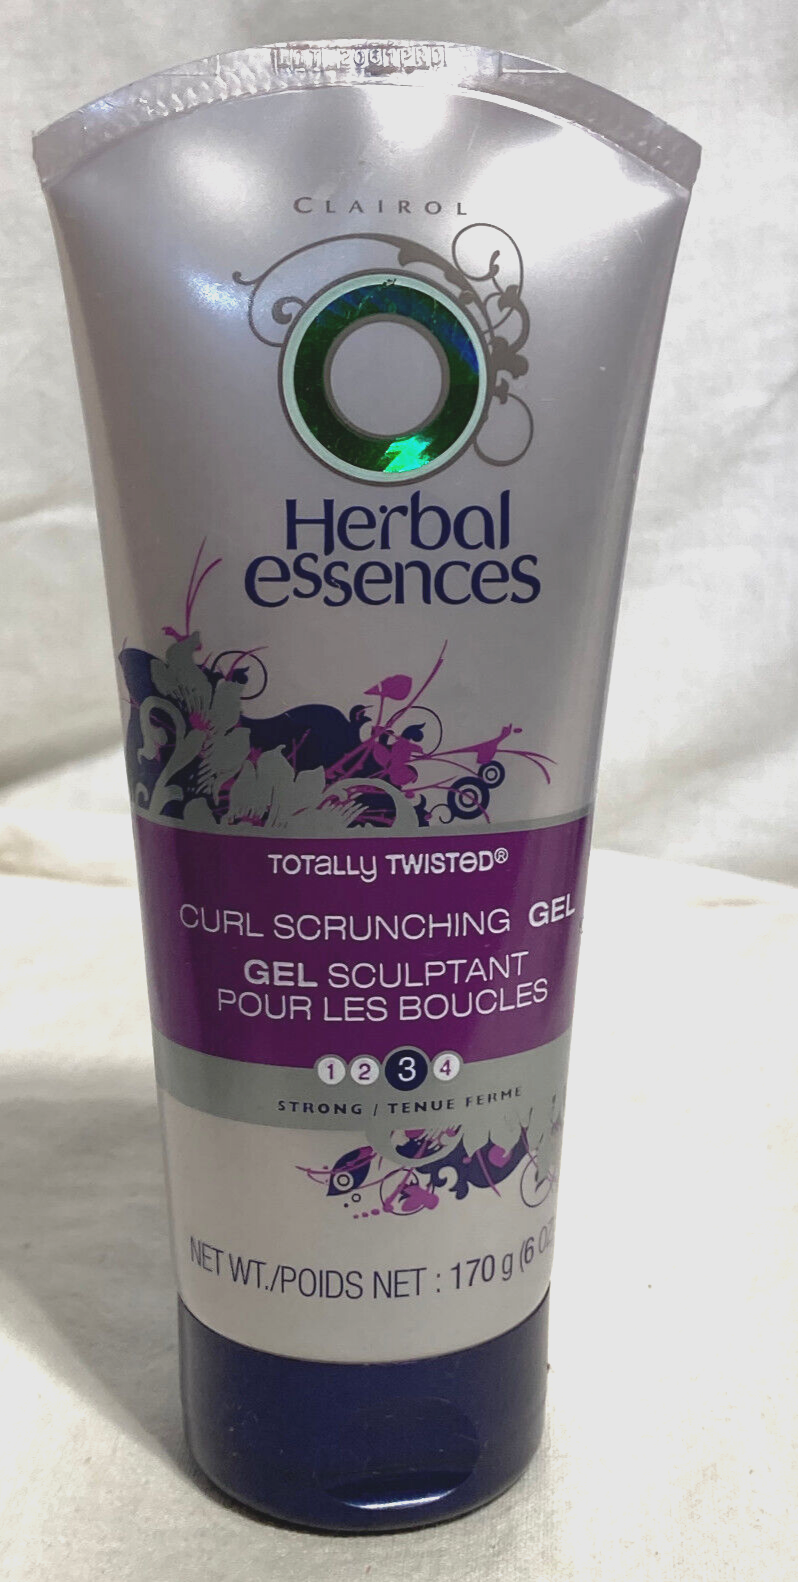 CLAIROL
Herbal
essences
TOTALLY TWISTED®
CURL SCRUNCHING GEL
GEL SCULPTANT
POUR LES BOUCLES
1 2 3 4
STRONG / TENUE FERME
NET WT./POIDS NET : 170 g (6 OZ